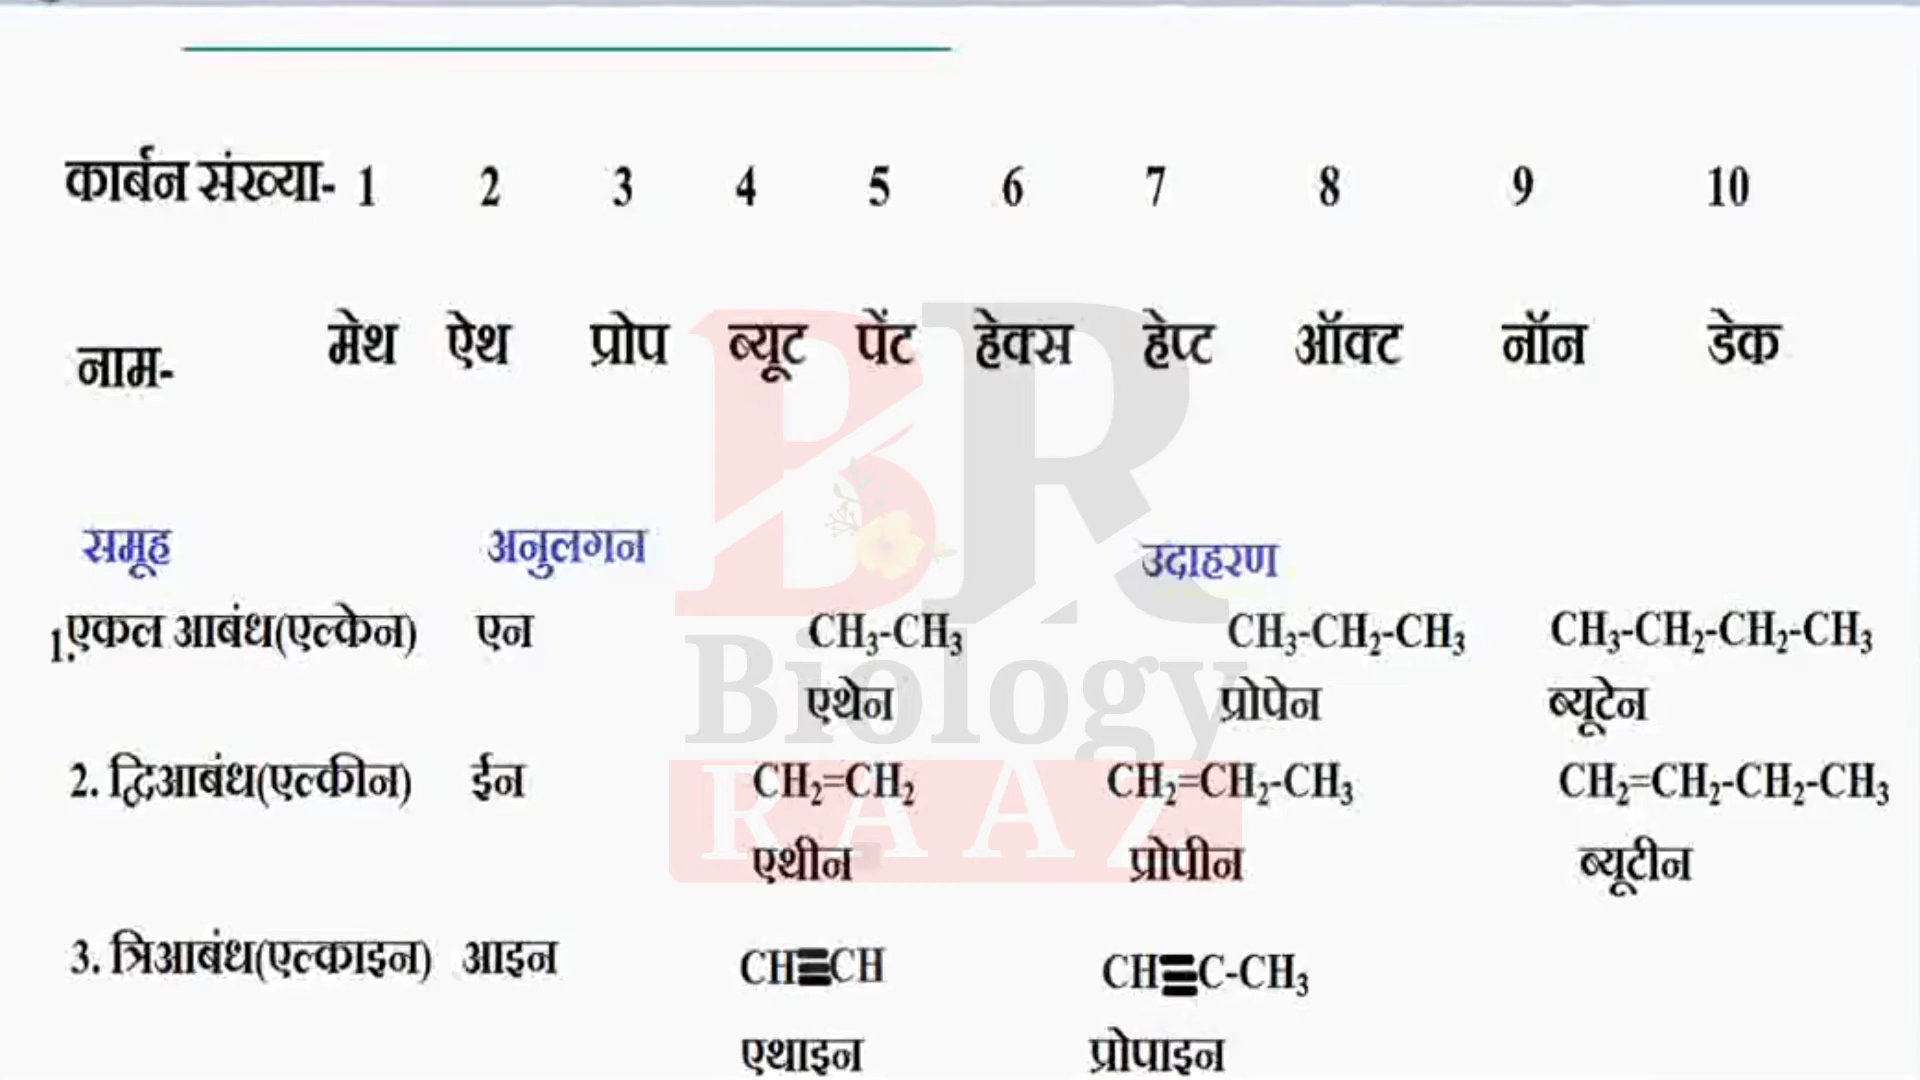 कार्बन संख्या- 1 2 3 4 5 6 7 8 9 10
नाम- मेथ ऐथ प्रोप ब्यूट पेंट हेक्स हेप्ट ऑक्ट नॉन डेक
BR
समूह अनुलगन उदाहरण
1.एकल आबंध(एल्केन) एन CH₃-CH₃ CH₃-CH₂-CH₃ CH₃-CH₂-CH₂-CH₃
Biology
एथेन प्रोपेन ब्यूटेन
2. द्विआबंध(एल्कीन) ईन CH₂=CH₂ CH₂=CH₂-CH₃ CH₂=CH₂-CH₂-CH₃
RAAZ
एथीन प्रोपीन ब्यूटीन
3. त्रिआबंध(एल्काइन) आइन CH≡CH CH≡C-CH₃
एथाइन प्रोपाइन